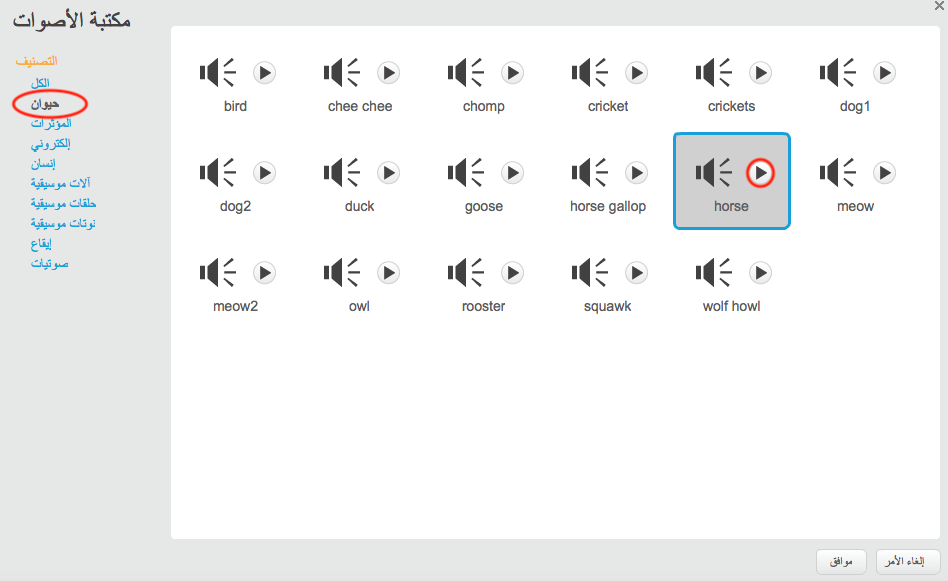 مكتبة الأصوات
التصنيف
الكل
حيوان
المؤثرات
إلكتروني
إنسان
آلات موسيقية
حلقات موسيقية
نوتات موسيقية
إيقاع
صوتيات
bird
chee chee
chomp
cricket
crickets
dog1
dog2
duck
goose
horse gallop
horse
meow
meow2
owl
rooster
squawk
wolf howl
موافق
إلغاء الأمر